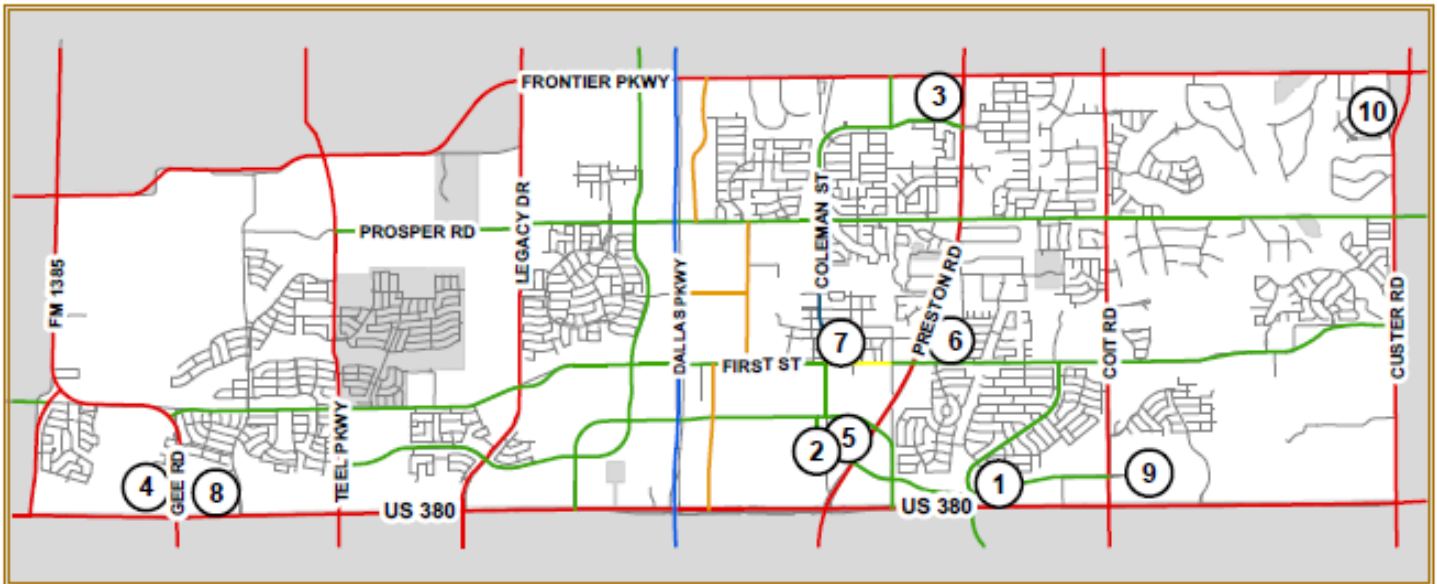 FRONTIER PKWY
3
10
COLEMAN ST
LEGACY DR
PROSPER RD
FM 1385
DALLAS PKWY
PRESTON RD
7
6
FIRST ST
COIT RD
CUSTER RD
TEEL PKWY
GEE RD
2
5
4
8
1
9
US 380
US 380